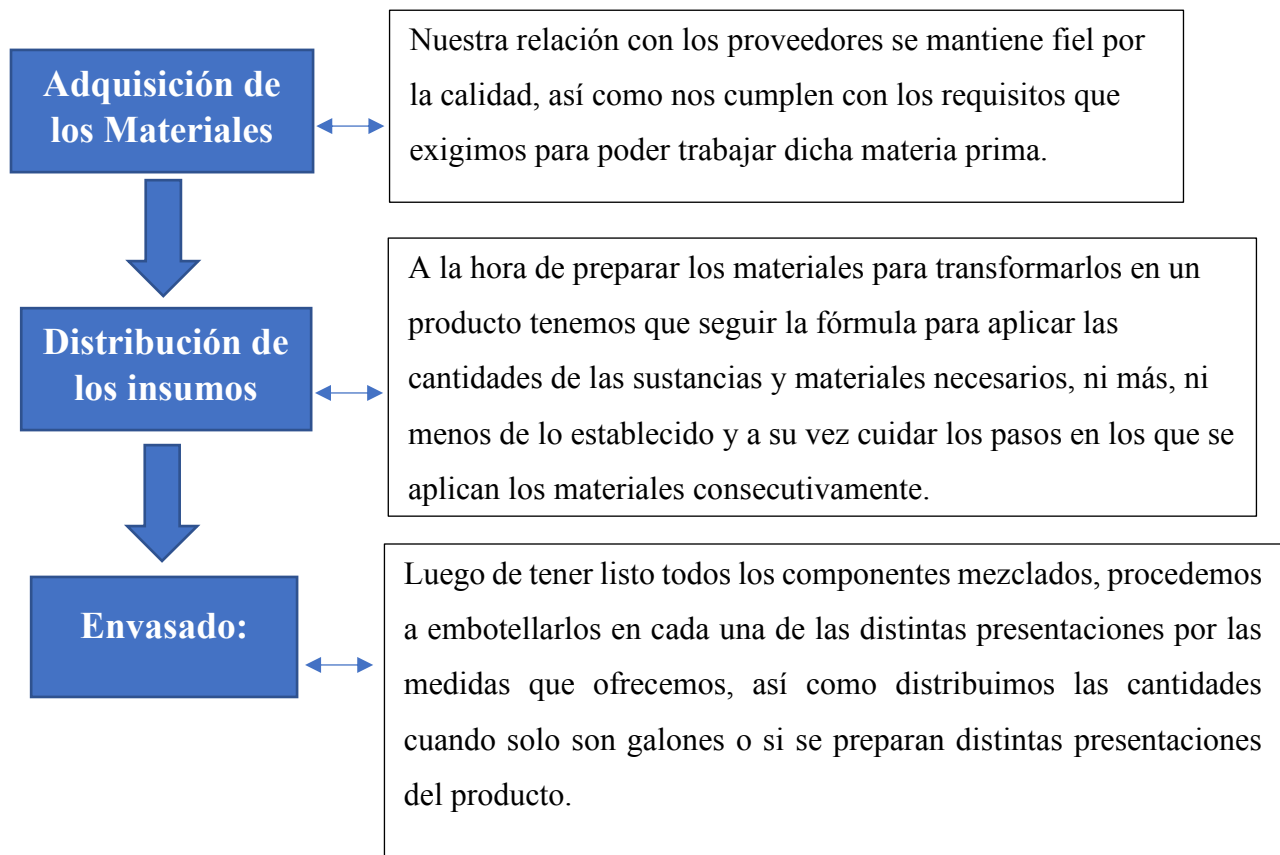 Adquisición de
los Materiales
Nuestra relación con los proveedores se mantiene fiel por
la calidad, así como nos cumplen con los requisitos que
exigimos para poder trabajar dicha materia prima.
Distribución de
los insumos
A la hora de preparar los materiales para transformarlos en un
producto tenemos que seguir la fórmula para aplicar las
cantidades de las sustancias y materiales necesarios, ni más, ni
menos de lo establecido y a su vez cuidar los pasos en los que se
aplican los materiales consecutivamente.
Envasado:
Luego de tener listo todos los componentes mezclados, procedemos
a embotellarlos en cada una de las distintas presentaciones por las
medidas que ofrecemos, así como distribuimos las cantidades
cuando solo son galones o si se preparan distintas presentaciones
del producto.